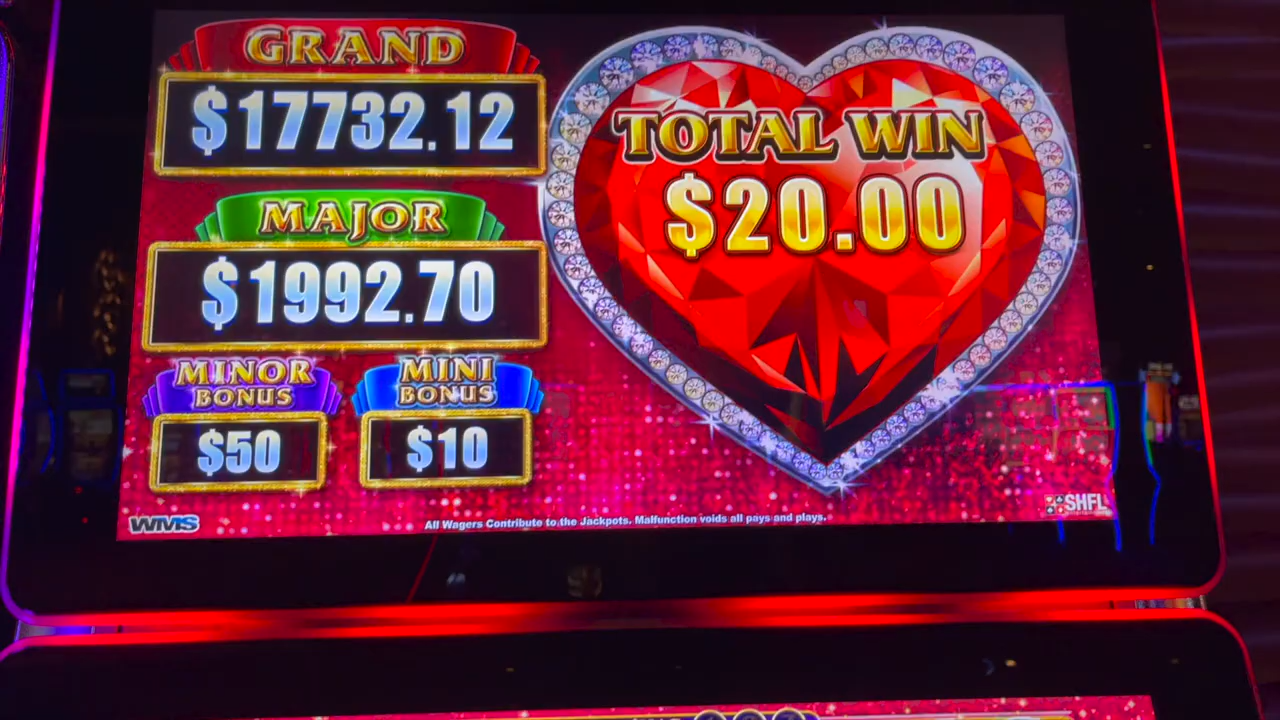 GRAND
$17732.12
MAJOR
$1992.70
MINOR
BONUS
$50
MINI
BONUS
$10
TOTAL WIN
$20.00
WMS
All Wagers Contribute to the Jackpots. Malfunction voids all pays and plays.
SHFL